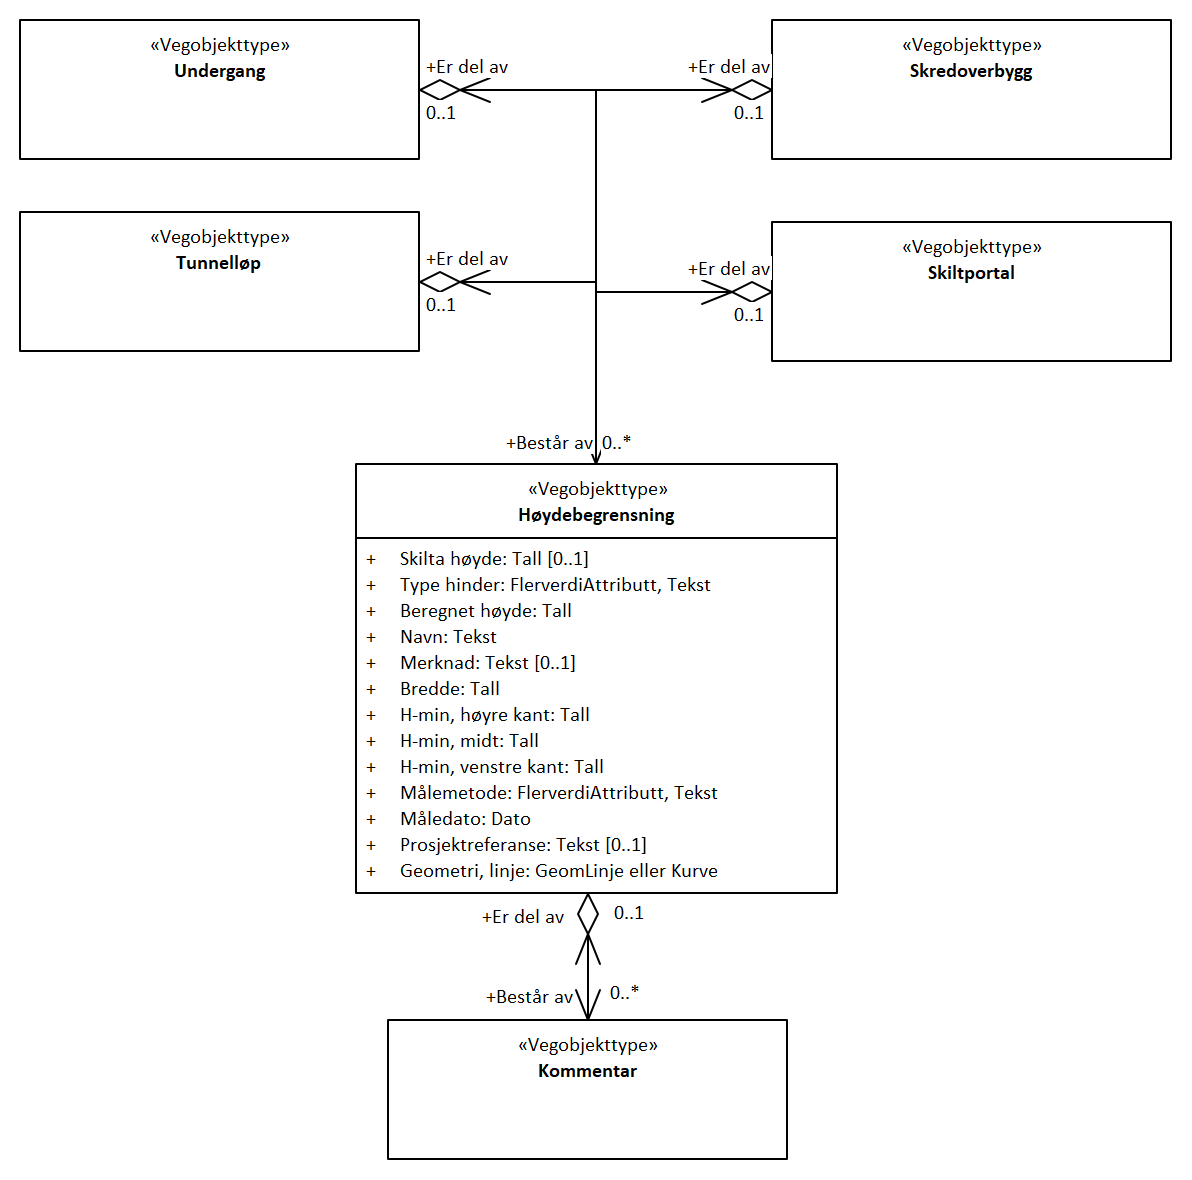 «Vegobjekttype»
Undergang
+Er del av
0..1
«Vegobjekttype»
Skredoverbygg
+Er del av
0..1
«Vegobjekttype»
Tunnelløp
+Er del av
0..1
«Vegobjekttype»
Skiltportal
+Er del av
0..1
+Består av 0..*
«Vegobjekttype»
Høydebegrensning
+ Skilta høyde: Tall [0..1]
+ Type hinder: FlerverdiAttributt, Tekst
+ Beregnet høyde: Tall
+ Navn: Tekst
+ Merknad: Tekst [0..1]
+ Bredde: Tall
+ H-min, høyre kant: Tall
+ H-min, midt: Tall
+ H-min, venstre kant: Tall
+ Målemetode: FlerverdiAttributt, Tekst
+ Måledato: Dato
+ Prosjektreferanse: Tekst [0..1]
+ Geometri, linje: GeomLinje eller Kurve
+Er del av 0..1
+Består av 0..*
«Vegobjekttype»
Kommentar